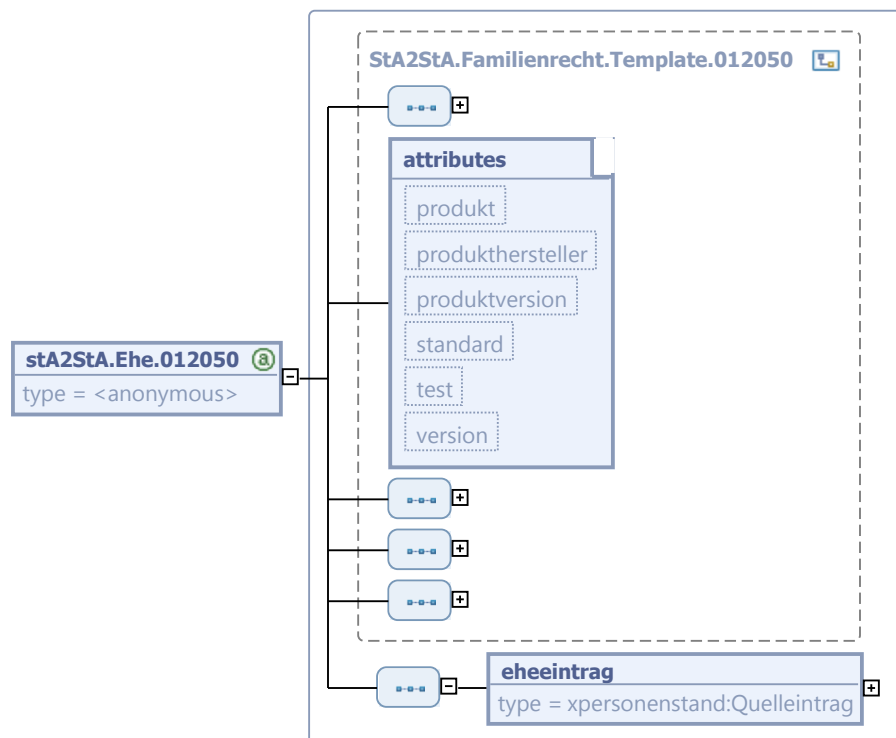 StA2StA.Familienrecht.Template.012050
attributes
produkt
produkthersteller
produktversion
standard
test
version
stA2StA.Ehe.012050 @
type = <anonymous>
eheeintrag
type = xpersonenstand:Quelleintrag